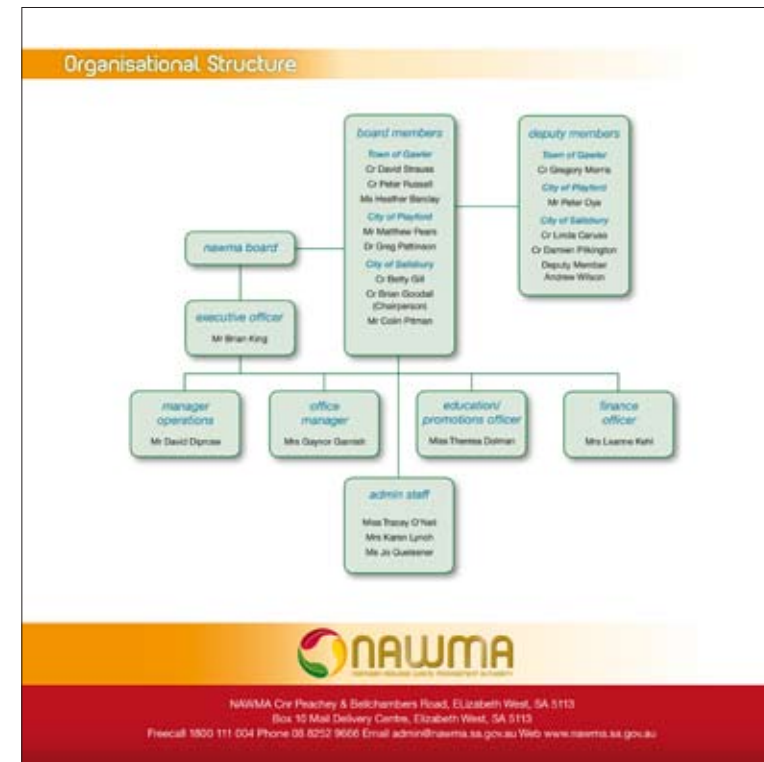 Organisational Structure
board members
Town of Gawler
Cr David Strauss
Cr Peter Russell
Ms Heather Barclay
City of Playford
Mr Matthew Pears
Dr Greg Pattinson
City of Salisbury
Cr Betty Gill
Cr Brian Goodall
(Chairperson)
Mr Colin Pitman
deputy members
Town of Gawler
Cr Gregory Morris
City of Playford
Mr Peter Dye
City of Salisbury
Cr Linda Caruso
Cr Damien Pilkington
Deputy Member
Andrew Wilson
nawma board
executive officer
Mr Brian King
manager
operations
Mr David Diprose
office
manager
Mrs Gaynor
education/
promotions officer
Miss Theresa Dolman
finance
officer
Mrs Leanne Kehl
admin staff
Miss Tracey O'Neil
Mrs Karen Lynch
Ms Jo
NAWMA
NORTHERN ADELAIDE WASTE MANAGEMENT AUTHORITY
NAWMA Cnr Peachey & Bellchambers Road, ELizabeth West, SA 5113
Box 10 Mail Delivery Centre, Elizabeth West, SA 5113
Freecall 1800 111 004 Phone 08 8252 9666 Email admin@nawma.sa.gov.au Web www.nawma.sa.gov.au